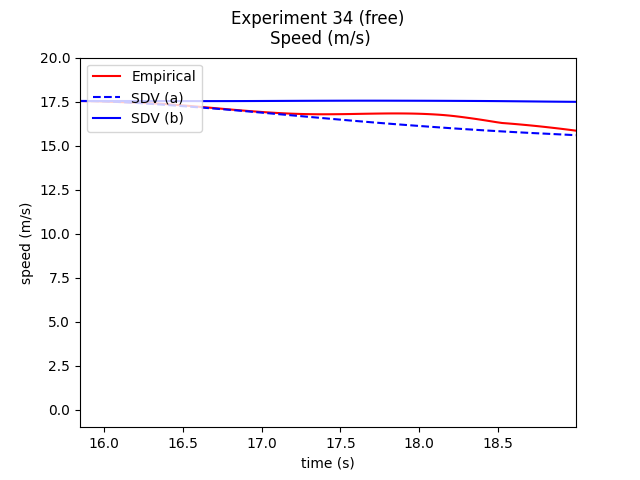 Experiment 34 (free)
Speed (m/s)
Empirical
SDV (a)
SDV (b)
speed (m/s)
20.0
17.5
15.0
12.5
10.0
7.5
5.0
2.5
0.0
16.0 16.5 17.0 17.5 18.0 18.5
time (s)